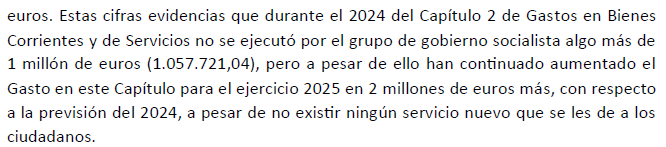 euros. Estas cifras evidencias que durante el 2024 del Capítulo 2 de Gastos en Bienes
Corrientes y de Servicios no se ejecutó por el grupo de gobierno socialista algo más de
1 millón de euros (1.057.721,04), pero a pesar de ello han continuado aumentado el
Gasto en este Capítulo para el ejercicio 2025 en 2 millones de euros más, con respecto
a la previsión del 2024, a pesar de no existir ningún servicio nuevo que se les de a los
ciudadanos.